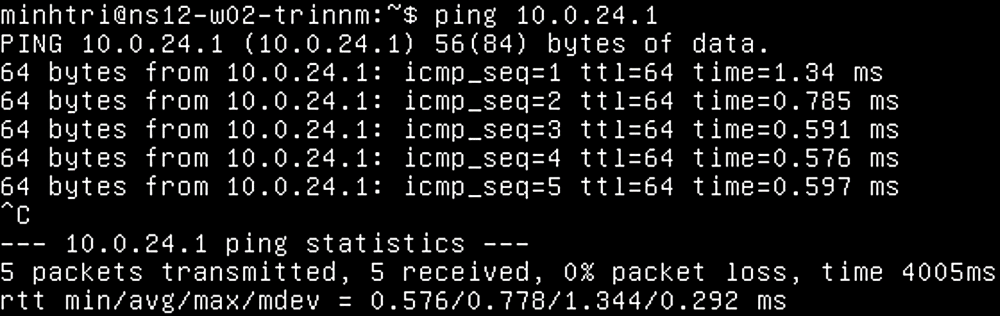 minhtri@ns12-w02-trinnm:~$ ping 10.0.24.1
PING 10.0.24.1 (10.0.24.1) 56(84) bytes of data.
64 bytes from 10.0.24.1: icmp_seq=1 ttl=64 time=1.34 ms
64 bytes from 10.0.24.1: icmp_seq=2 ttl=64 time=0.785 ms
64 bytes from 10.0.24.1: icmp_seq=3 ttl=64 time=0.591 ms
64 bytes from 10.0.24.1: icmp_seq=4 ttl=64 time=0.576 ms
64 bytes from 10.0.24.1: icmp_seq=5 ttl=64 time=0.597 ms
^C
--- 10.0.24.1 ping statistics ---
5 packets transmitted, 5 received, 0% packet loss, time 4005ms
rtt min/avg/max/mdev = 0.576/0.778/1.344/0.292 ms